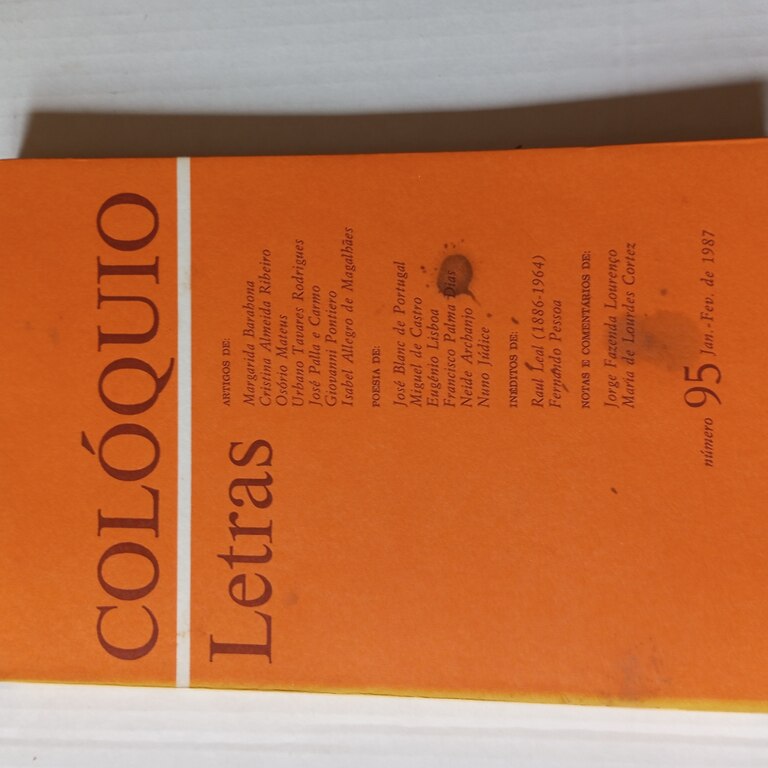 COLÓQUIO
Letras
ARTIGOS DE:
Margarida Barahona
Cristina Almeida Ribeiro
Osório Mateus
Urbano Tavares Rodrigues
José Palla e Carmo
Giovanni Pontiero
Isabel Allegro de Magalhães
POESIA DE:
José Blanc de Portugal
Miguel de Castro
Eugénio Lisboa
Francisco Palma Dias
Neide Archanjo
Nuno Júdice
INÉDITOS DE:
Raul Leal (1886-1964)
Fernando Pessoa
NOTAS E COMENTÁRIOS DE:
Jorge Fazenda Lourenço
Maria de Lourdes Cortez
número 95 Jan.-Fev. de 1987